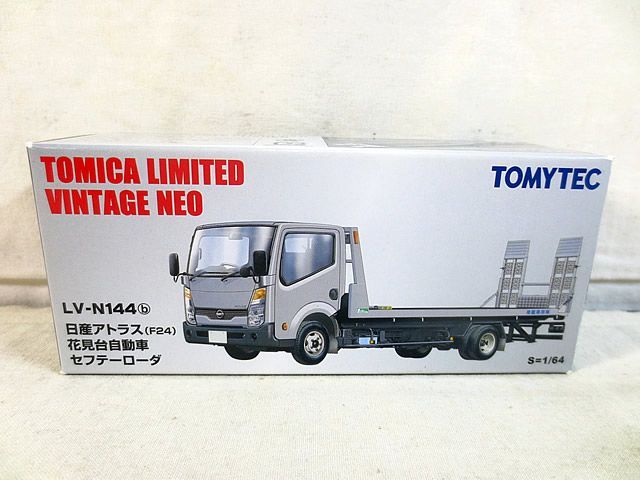 TOMICA LIMITED
VINTAGE NEO
TOMYTEC
LV-N144ⓑ
日産アトラス(F24)
花見台自動車
セフテーローダ
S=1/64